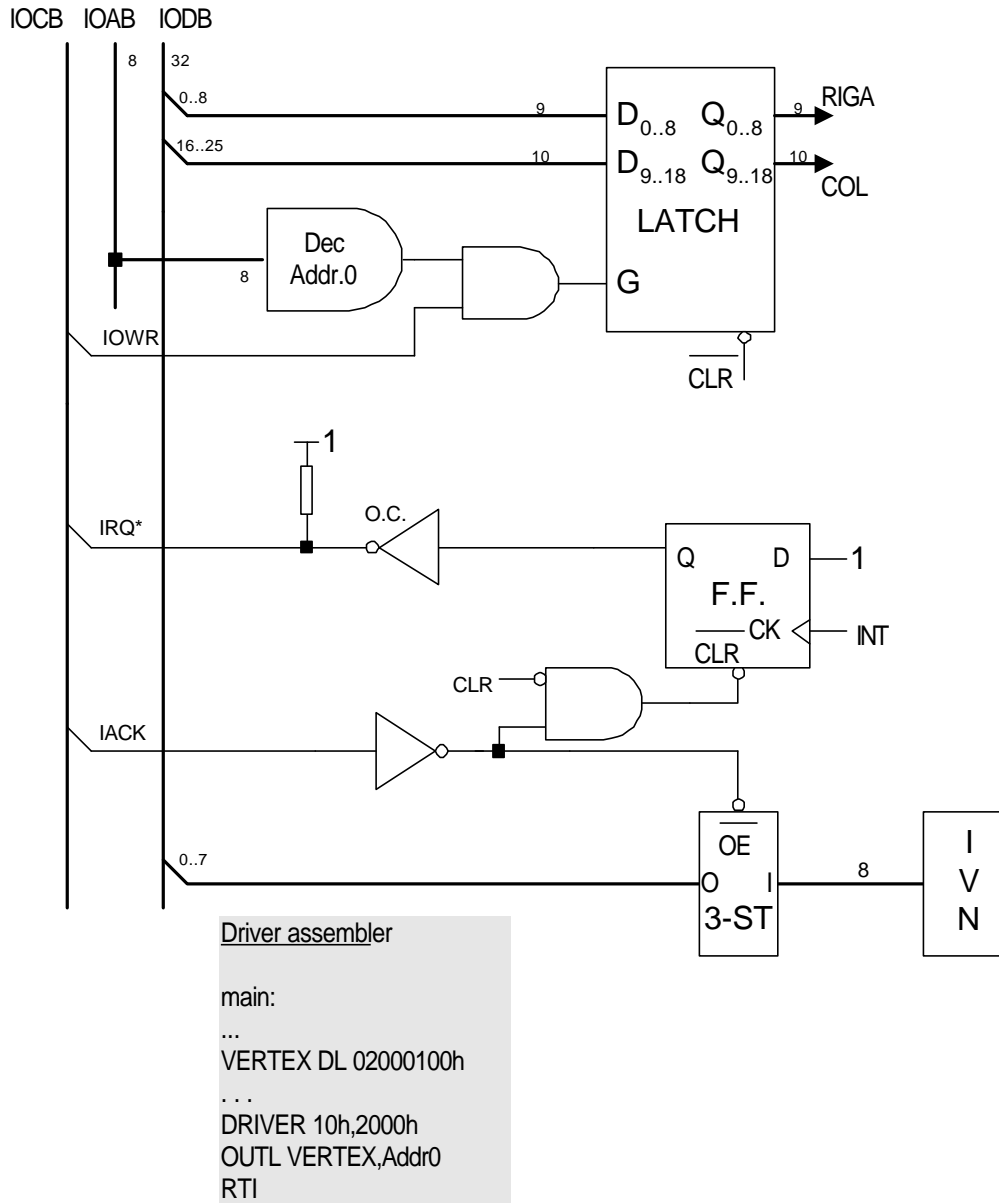 IOCB IOAB IODB
8 32
0..8 9 9 RIGA
D0..8 Q0..8
16..25 10 10 COL
D9..18 Q9..18
LATCH
Dec
Addr.0
8
G
IOWR
CLR
1
O.C.
IRQ*
Q D 1
F.F.
CK INT
CLR
CLR
IACK
OE
0..7
O I 8
3-ST
I
V
N
Driver assembler
main:
...
VERTEX DL 02000100h
. . .
DRIVER 10h,2000h
OUTL VERTEX,Addr0
RTI